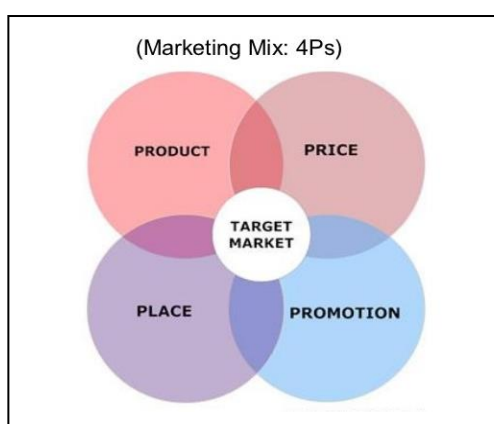 (Marketing Mix: 4Ps)
PRODUCT
PRICE
TARGET
MARKET
PLACE
PROMOTION